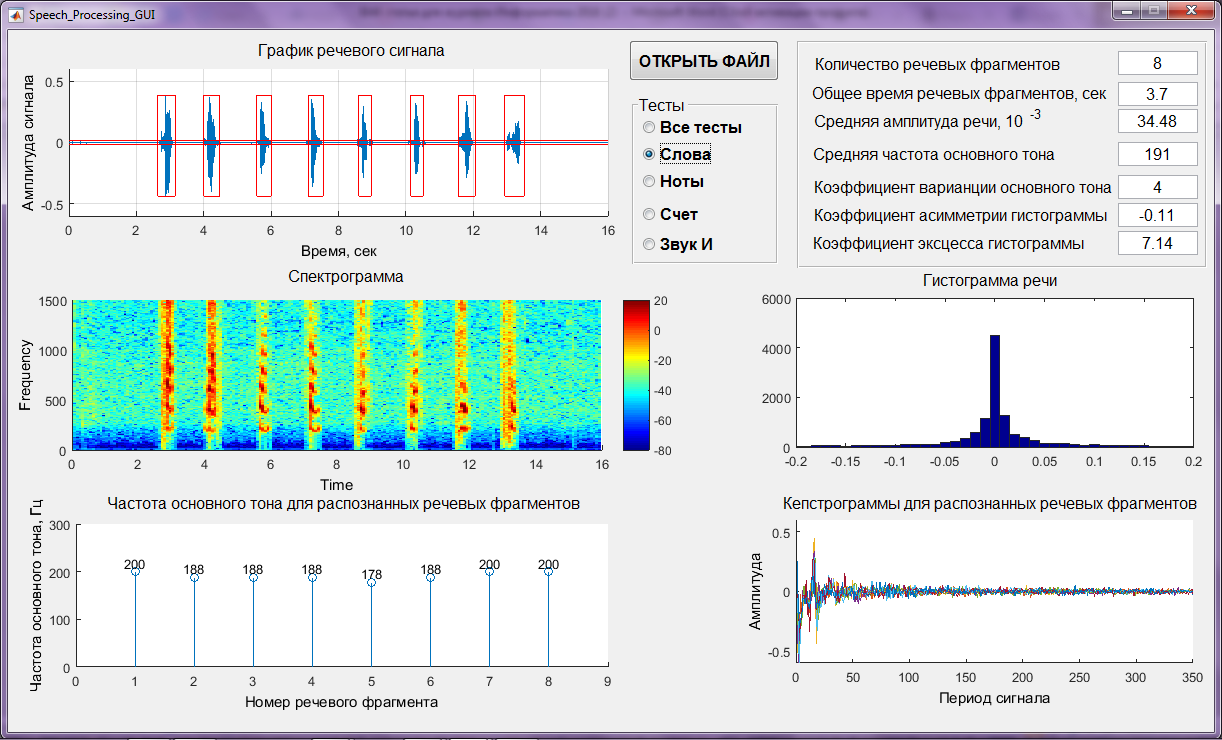 Speech_Processing_GUI
График речевого сигнала
Амплитуда сигнала
0.5
0
-0.5
0 2 4 6 8 10 12 14 16
Время, сек
ОТКРЫТЬ ФАЙЛ
Тесты
Все тесты
Слова
Ноты
Счет
Звук И
Количество речевых фрагментов 8
Общее время речевых фрагментов, сек 3.7
Средняя амплитуда речи, 10 -3 34.48
Средняя частота основного тона 191
Коэффициент вариации основного тона 4
Коэффициент асимметрии гистограммы -0.11
Коэффициент эксцесса гистограммы 7.14
Спектрограмма
Frequency
1500
1000
500
0
0 2 4 6 8 10 12 14 16
Time
20
0
-20
-40
-60
-80
Гистограмма речи
6000
4000
2000
0
-0.2 -0.15 -0.1 -0.05 0 0.05 0.1 0.15 0.2
Частота основного тона для распознанных речевых фрагментов
Частота основного тона, Гц
300
200
100
0
200 188 188 188 178 188 200 200
0 1 2 3 4 5 6 7 8 9
Номер речевого фрагмента
Кепстрограммы для распознанных речевых фрагментов
Амплитуда
0.5
0
-0.5
0 50 100 150 200 250 300 350
Период сигнала